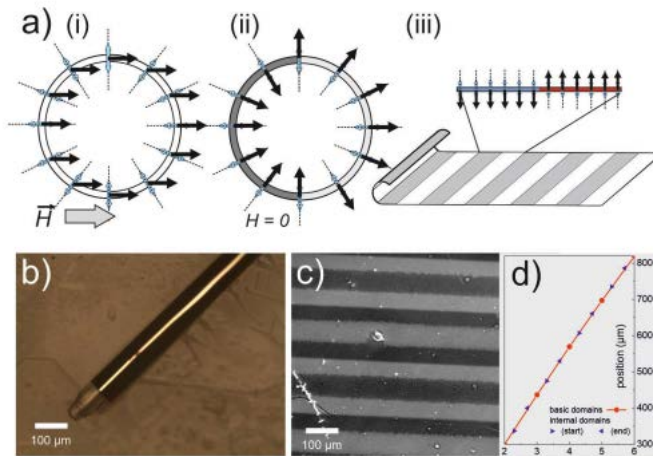 a) (i) (ii) (iii)
H
H = 0
b) c) d)
100 µm
100 µm
800
700
600
500
400
300
position (µm)
basic domains
internal domains
(start) (end)
2 3 4 5 6